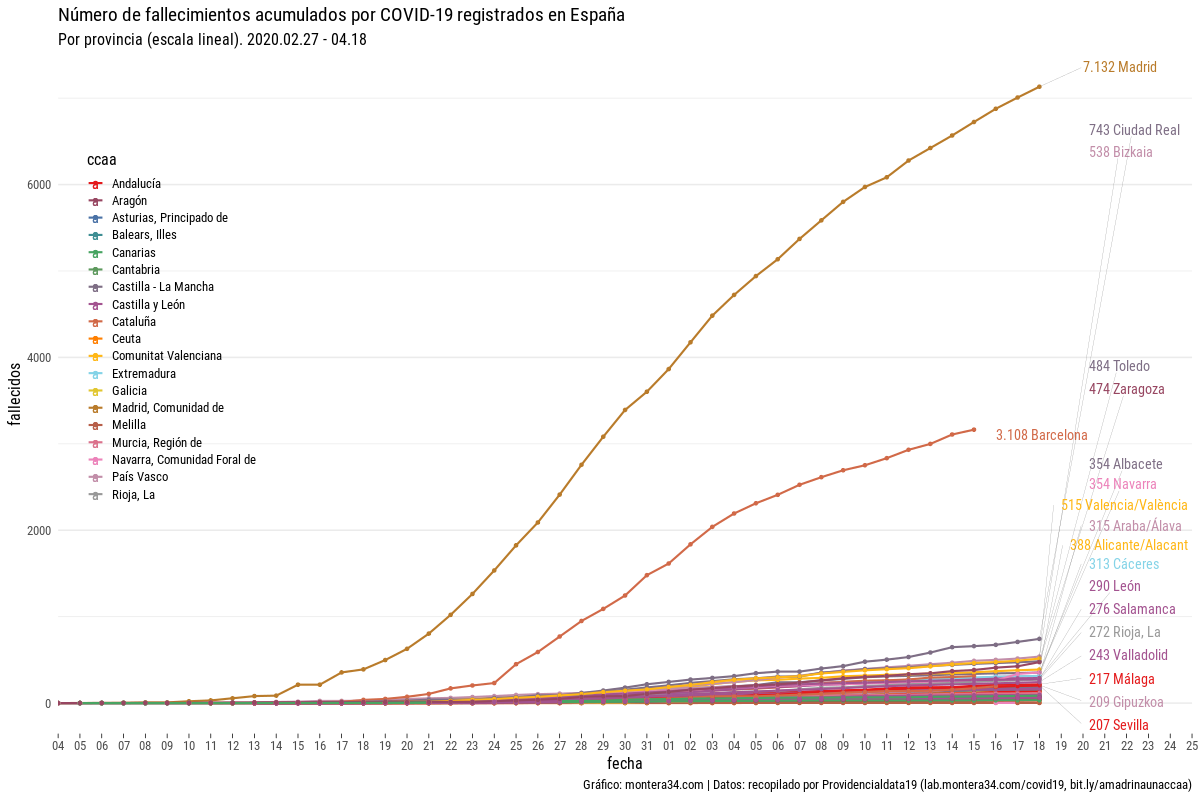 Número de fallecimientos acumulados por COVID-19 registrados en España
Por provincia (escala lineal). 2020.02.27 - 04.18
7.132 Madrid
743 Ciudad Real
538 Bizkaia
484 Toledo
474 Zaragoza
3.108 Barcelona
354 Albacete
354 Navarra
515 Valencia/València
315 Araba/Álava
388 Alicante/Alacant
313 Cáceres
290 León
276 Salamanca
272 Rioja, La
243 Valladolid
217 Málaga
209 Gipuzkoa
207 Sevilla
ccaa
Andalucía
Aragón
Asturias, Principado de
Balears, Illes
Canarias
Cantabria
Castilla - La Mancha
Castilla y León
Cataluña
Ceuta
Comunitat Valenciana
Extremadura
Galicia
Madrid, Comunidad de
Melilla
Murcia, Región de
Navarra, Comunidad Foral de
País Vasco
Rioja, La
fallecidos
6000
4000
2000
0
04 05 06 07 08 09 10 11 12 13 14 15 16 17 18 19 20 21 22 23 24 25 26 27 28 29 30 31 01 02 03 04 05 06 07 08 09 10 11 12 13 14 15 16 17 18 19 20 21 22 23 24 25
fecha
Gráfico: montera34.com | Datos: recopilado por Providencialdata19 (lab.montera34.com/covid19, bit.ly/amadrinaunaccaa)